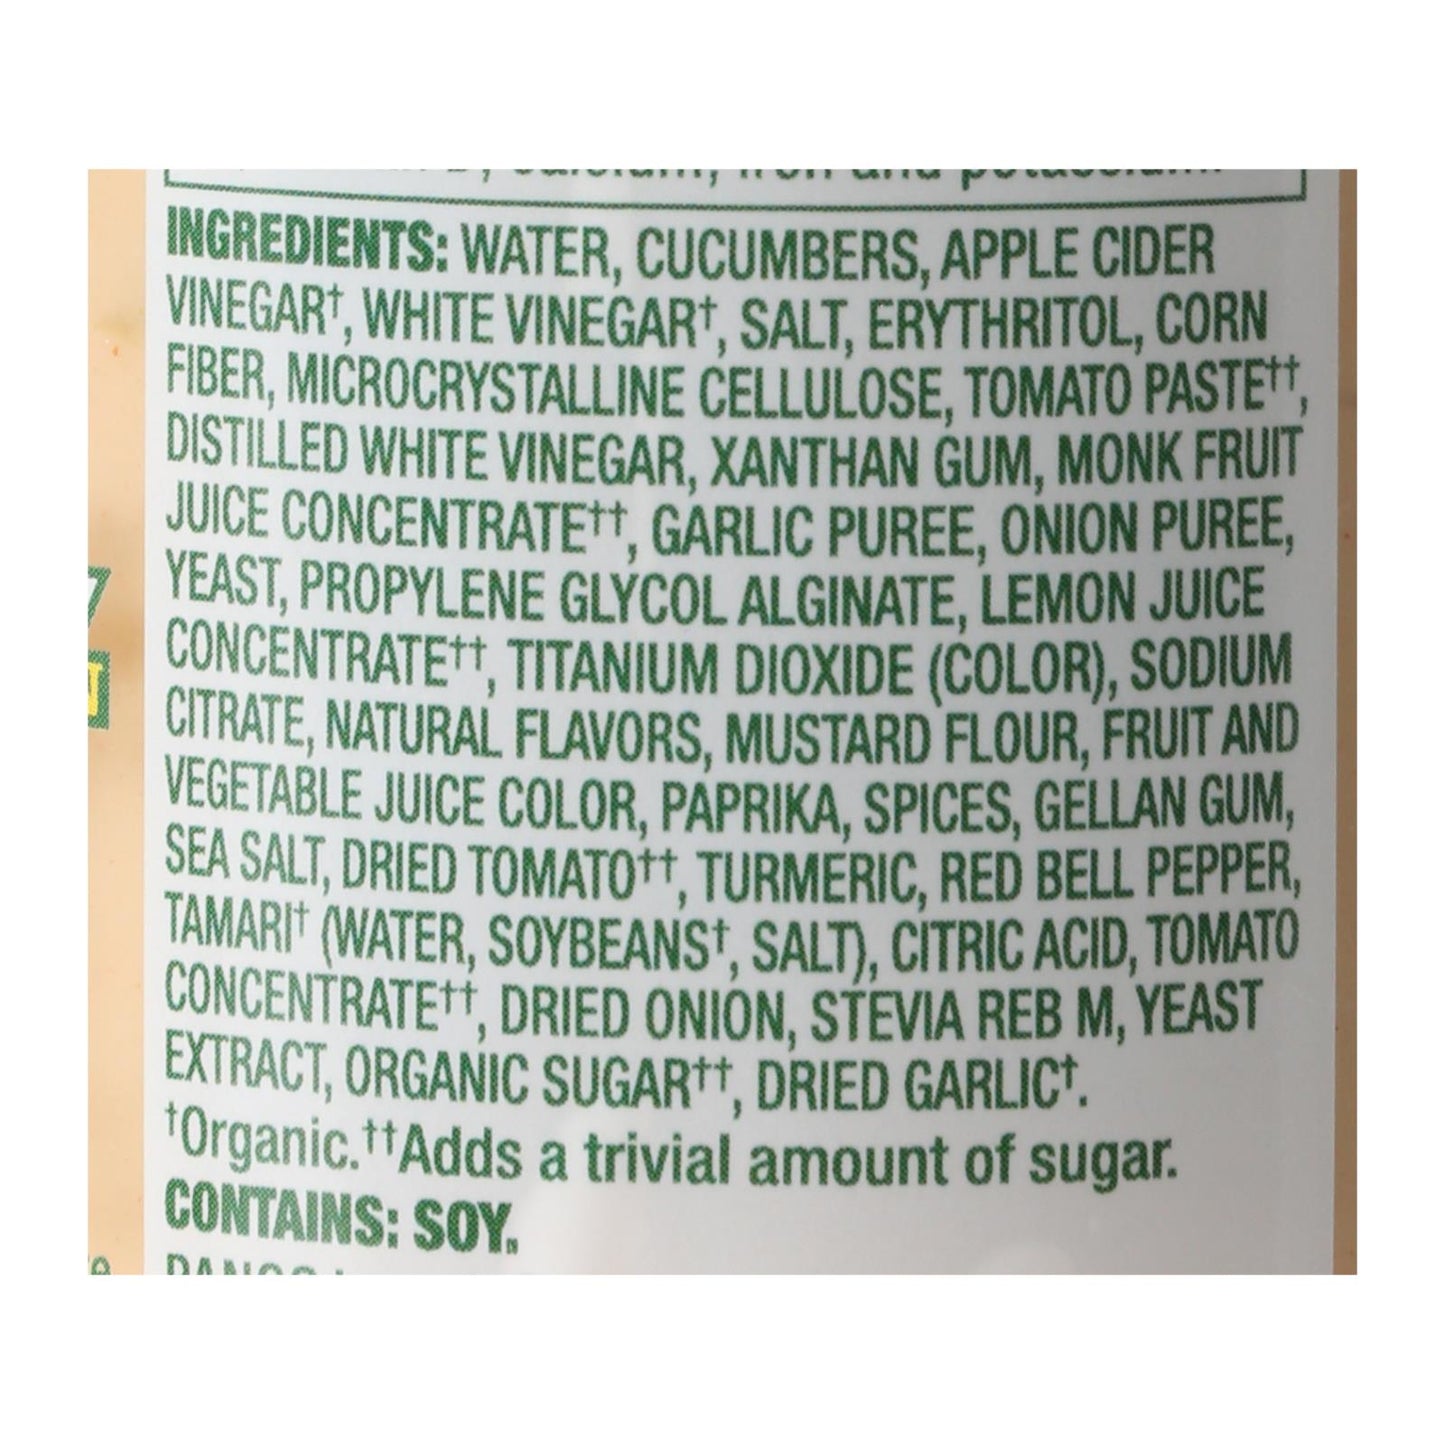 calcium, iron and potassium.
INGREDIENTS: WATER, CUCUMBERS, APPLE CIDER
VINEGAR†, WHITE VINEGAR†, SALT, ERYTHRITOL, CORN
FIBER, MICROCRYSTALLINE CELLULOSE, TOMATO PASTE††,
DISTILLED WHITE VINEGAR, XANTHAN GUM, MONK FRUIT
JUICE CONCENTRATE††, GARLIC PUREE, ONION PUREE,
YEAST, PROPYLENE GLYCOL ALGINATE, LEMON JUICE
CONCENTRATE††, TITANIUM DIOXIDE (COLOR), SODIUM
CITRATE, NATURAL FLAVORS, MUSTARD FLOUR, FRUIT AND
VEGETABLE JUICE COLOR, PAPRIKA, SPICES, GELLAN GUM,
SEA SALT, DRIED TOMATO††, TURMERIC, RED BELL PEPPER,
TAMARI† (WATER, SOYBEANS†, SALT), CITRIC ACID, TOMATO
CONCENTRATE††, DRIED ONION, STEVIA REB M, YEAST
EXTRACT, ORGANIC SUGAR††, DRIED GARLIC†.
†Organic. ††Adds a trivial amount of sugar.
CONTAINS: SOY.